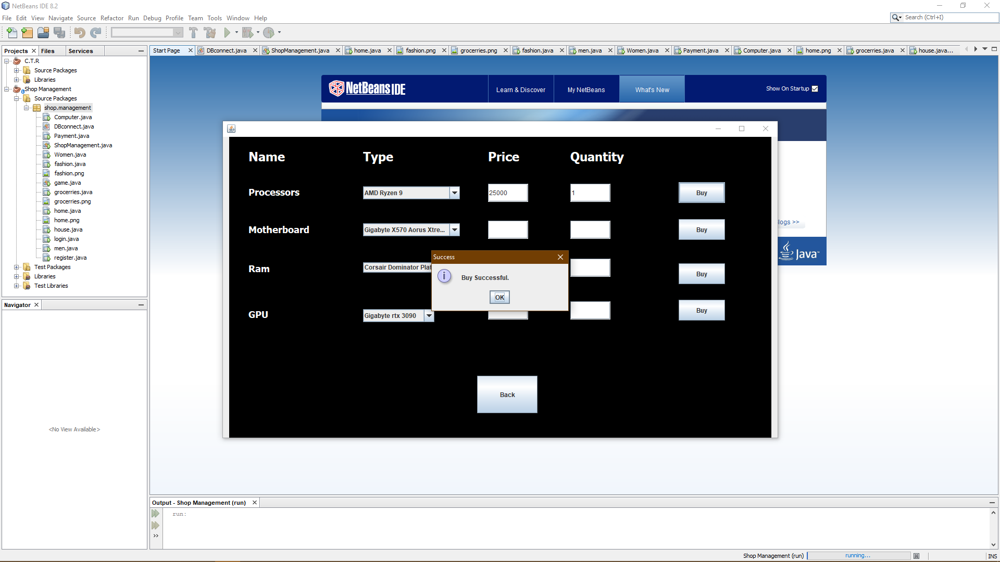 NetBeans IDE 8.2
File Edit View Navigate Source Refactor Run Debug Profile Team Tools Window Help
Search (Ctrl+I)
Projects Files Services
Start Page DBconnect.java ShopManagement.java home.java fashion.png grocerries.png fashion.java men.java Women.java Payment.java Computer.java home.png grocerries.java house.java...
C.T.R
Source Packages
Libraries
Shop Management
Source Packages
shop.management
Computer.java
DBconnect.java
Payment.java
ShopManagement.java
Women.java
fashion.java
fashion.png
game.java
grocerries.java
grocerries.png
home.java
home.png
house.java
login.java
men.java
register.java
Test Packages
Libraries
Test Libraries
Navigator
<No View Available>
NetBeans IDE
Learn & Discover My NetBeans What's New
Show On Startup
Name Type Price Quantity
Processors AMD Ryzen 9 25000 1 Buy
Motherboard Gigabyte X570 Aorus Xtre... Buy
Ram Corsair Dominator Plat Buy
GPU Gigabyte rtx 3090 Buy
Back
Success
Buy Successful.
OK
logs >>
Java™
Output - Shop Management (run)
run:
>>
Shop Management (run) running... INS